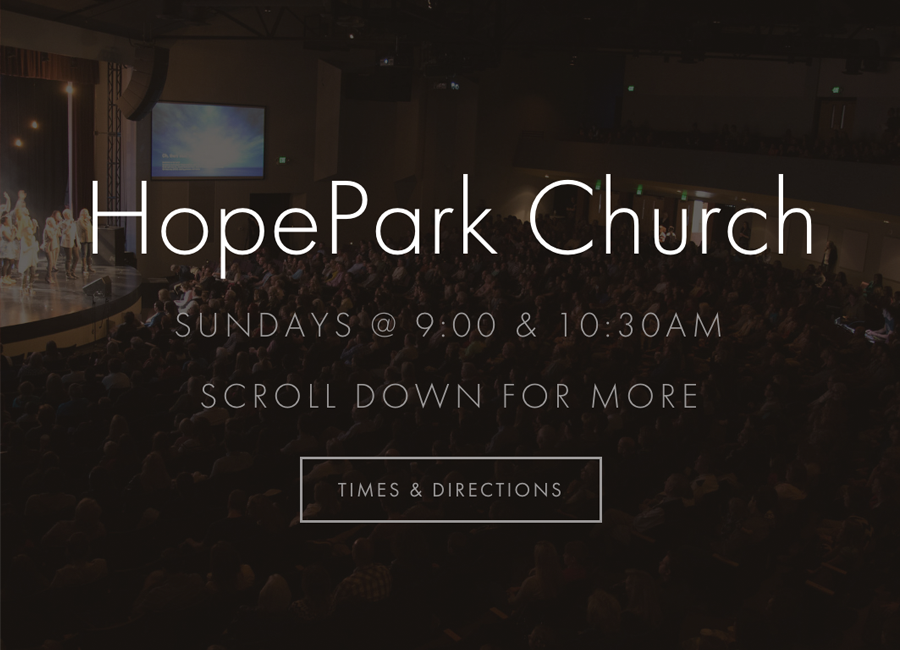 HopePark Church
SUNDAYS @ 9:00 & 10:30AM
SCROLL DOWN FOR MORE
TIMES & DIRECTIONS